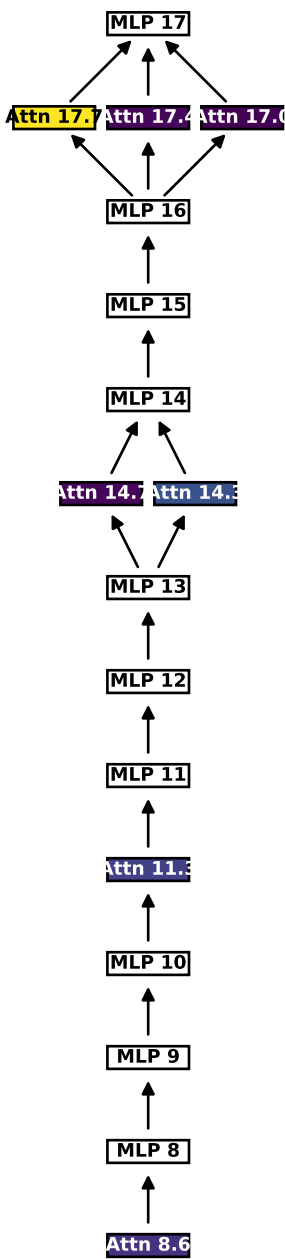 MLP 17
Attn 17.7 Attn 17.4 Attn 17.0
MLP 16
MLP 15
MLP 14
Attn 14.7 Attn 14.3
MLP 13
MLP 12
MLP 11
Attn 11.3
MLP 10
MLP 9
MLP 8
Attn 8.6